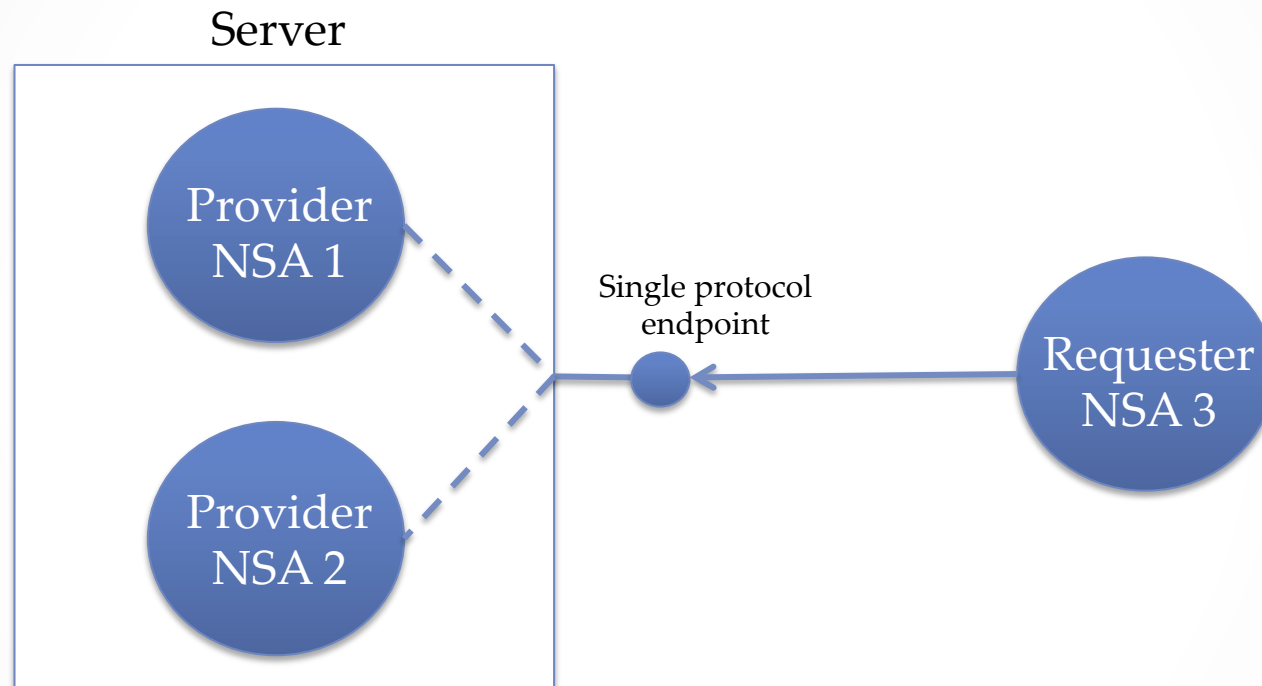 Server
Provider
NSA 1
Single protocol
endpoint
Requester
NSA 3
Provider
NSA 2